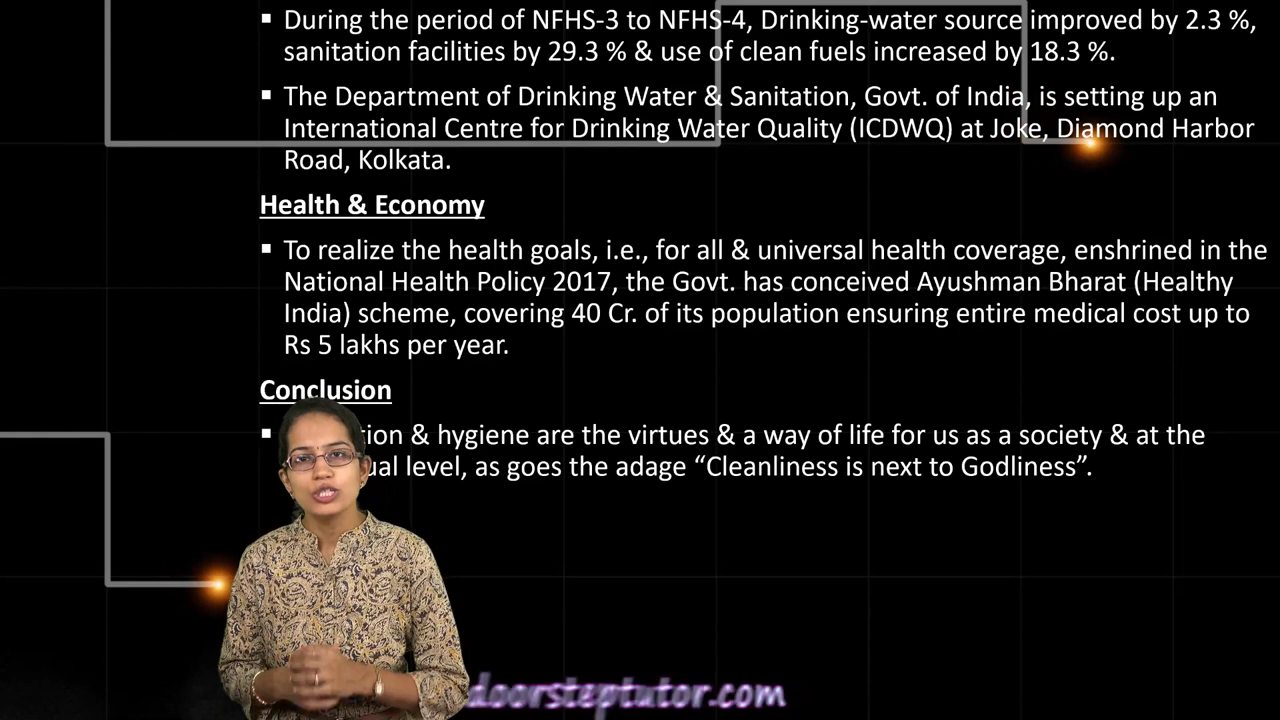 ▪ During the period of NFHS-3 to NFHS-4, Drinking-water source improved by 2.3 %,
sanitation facilities by 29.3 % & use of clean fuels increased by 18.3 %.
▪ The Department of Drinking Water & Sanitation, Govt. of India, is setting up an
International Centre for Drinking Water Quality (ICDWQ) at Joke, Diamond Harbor
Road, Kolkata.
Health & Economy
▪ To realize the health goals, i.e., for all & universal health coverage, enshrined in the
National Health Policy 2017, the Govt. has conceived Ayushman Bharat (Healthy
India) scheme, covering 40 Cr. of its population ensuring entire medical cost up to
Rs 5 lakhs per year.
Conclusion
▪ & hygiene are the virtues & a way of life for us as a society & at the
level, as goes the adage “Cleanliness is next to Godliness”.
doorsteptutor.com